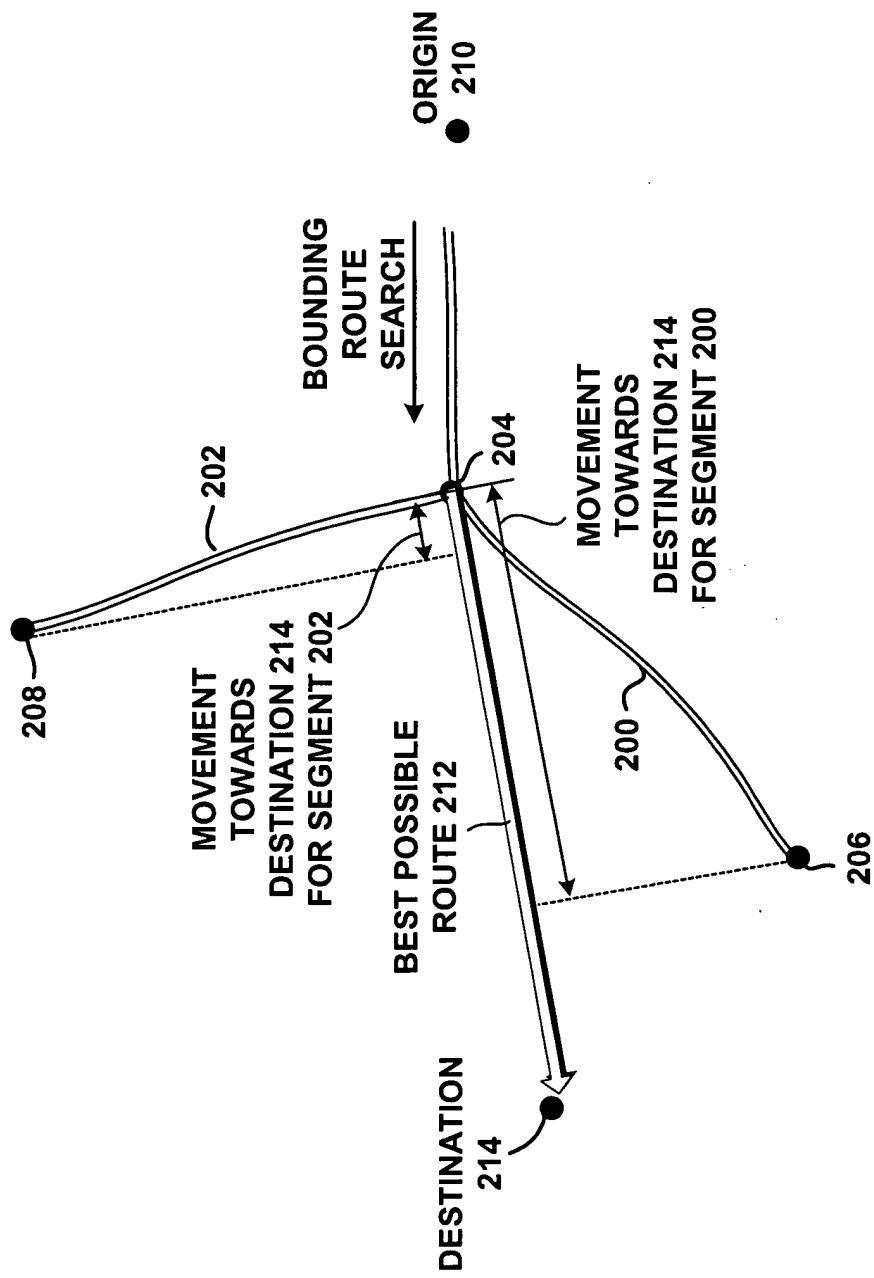 ORIGIN
210
BOUNDING
ROUTE
SEARCH
202
204
208
MOVEMENT
TOWARDS
DESTINATION 214
FOR SEGMENT 202
MOVEMENT
TOWARDS
DESTINATION 214
FOR SEGMENT 200
BEST POSSIBLE
ROUTE 212
200
206
DESTINATION
214